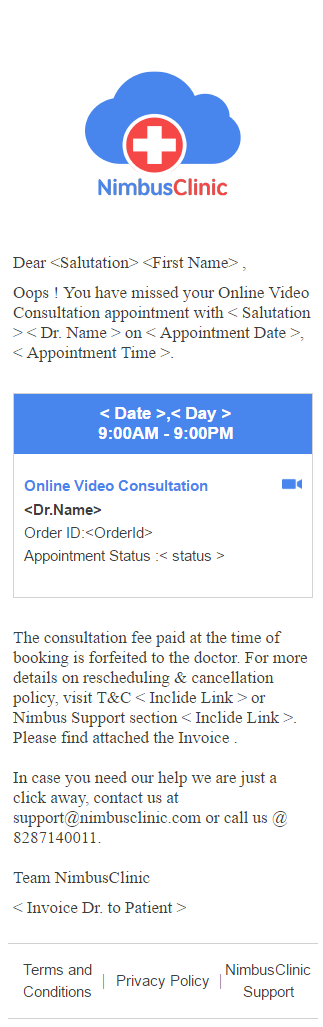 NimbusClinic
Dear <Salutation> <First Name> ,
Oops ! You have missed your Online Video
Consultation appointment with < Salutation
> < Dr. Name > on < Appointment Date >,
< Appointment Time >.
< Date >,< Day >
9:00AM - 9:00PM
Online Video Consultation
<Dr.Name>
Order ID:<OrderId>
Appointment Status :< status >
The consultation fee paid at the time of
booking is forfeited to the doctor. For more
details on rescheduling & cancellation
policy, visit T&C < Inclide Link > or
Nimbus Support section < Inclide Link >.
Please find attached the Invoice .
In case you need our help we are just a
click away, contact us at
support@nimbusclinic.com or call us @
8287140011.
Team NimbusClinic
< Invoice Dr. to Patient >
Terms and
Conditions
| Privacy Policy |
NimbusClinic
Support